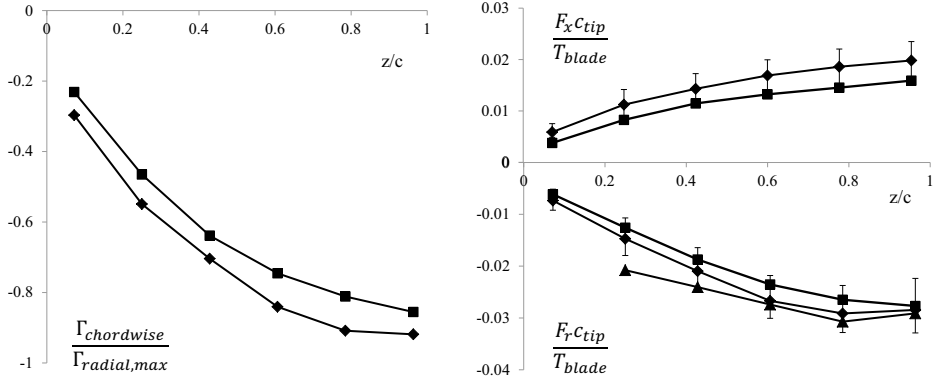 0
0 0.2 0.4 0.6 0.8 1
z/c
-0.2
-0.4
-0.6
-0.8
-1
Γchordwise
Γradial,max
0.03
Fx ctip
Tblade
0.02
0.01
0
0 0.2 0.4 0.6 0.8 1
z/c
-0.01
-0.02
-0.03
-0.04
Fr ctip
Tblade